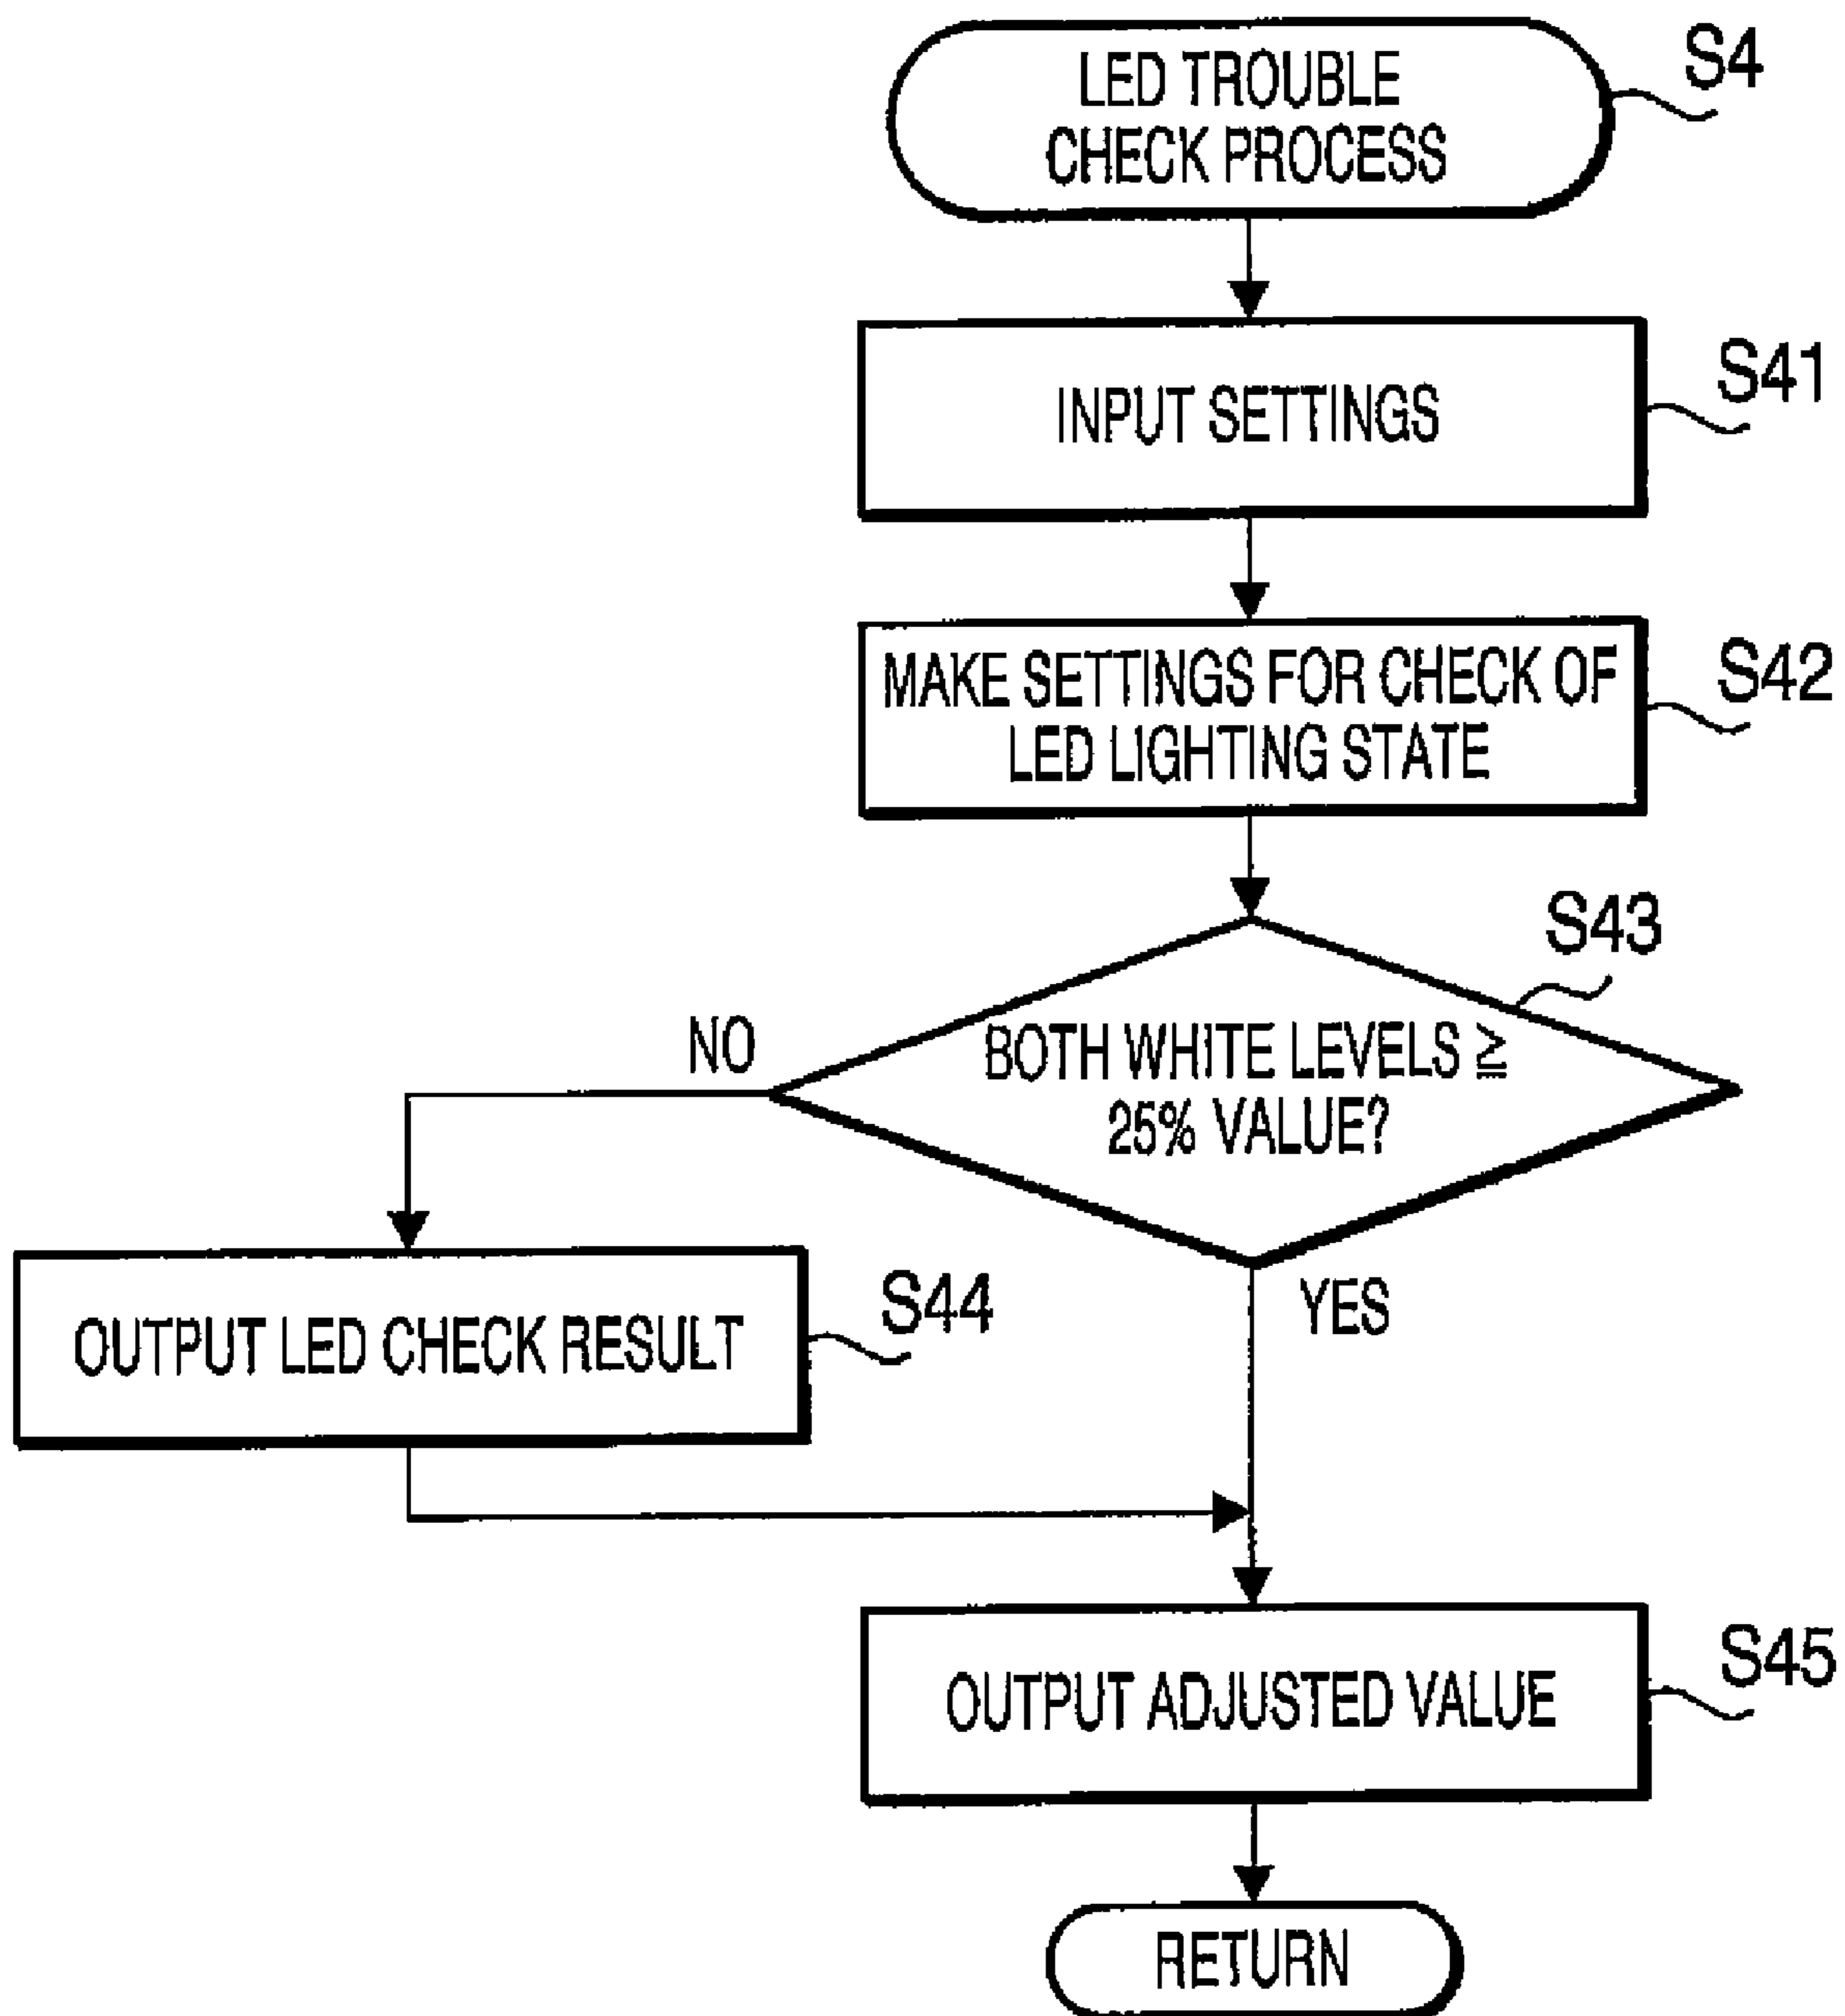 LED TROUBLE
CHECK PROCESS
S4
INPUT SETTINGS
S41
MAKE SETTINGS FOR CHECK OF
LED LIGHTING STATE
S42
S43
BOTH WHITE LEVELS ≧
25% VALUE?
NO
YES
OUTPUT LED CHECK RESULT
S44
OUTPUT ADJUSTED VALUE
S45
RETURN